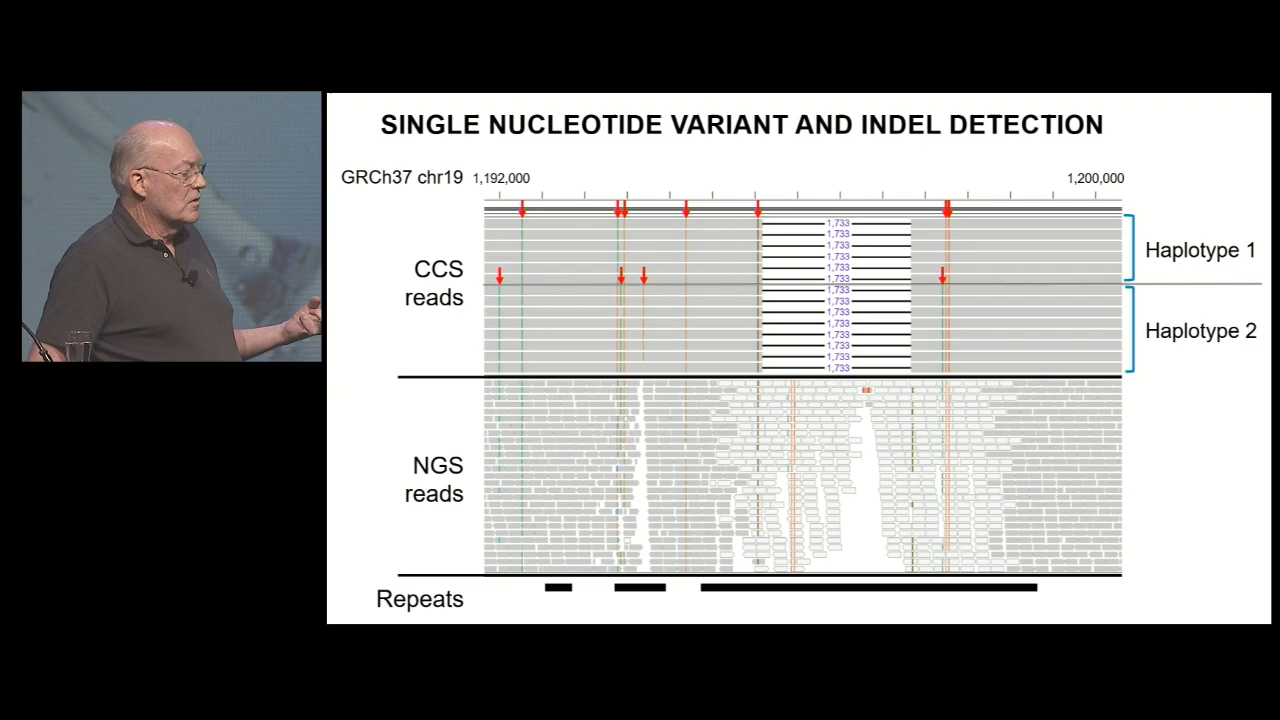 SINGLE NUCLEOTIDE VARIANT AND INDEL DETECTION
GRCh37 chr19 1,192,000 1,200,000
1,733
1,733
1,733
1,733
1,733
1,733
1,733
1,733
1,733
1,733
1,733
1,733
1,733
1,733
CCS
reads
Haplotype 1
Haplotype 2
NGS
reads
Repeats